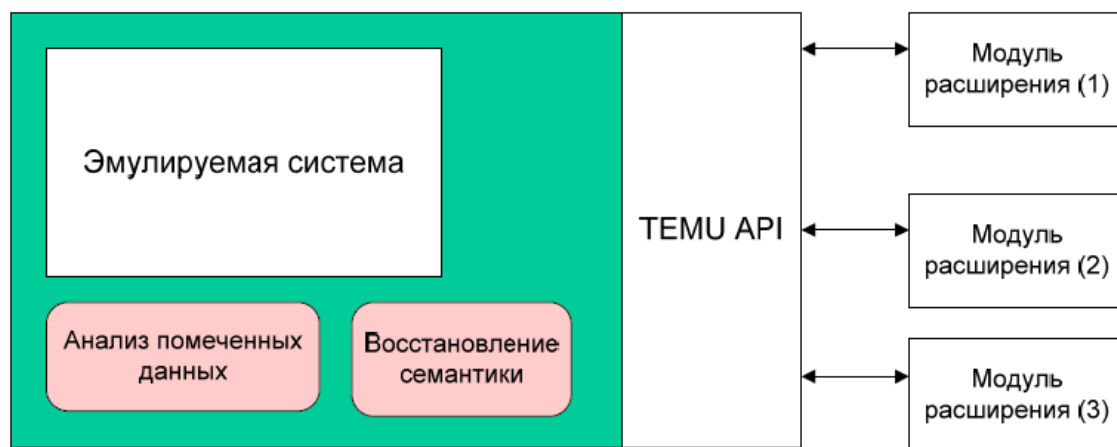 Эмулируемая система
Анализ помеченных
данных
Восстановление
семантики
TEMU API
Модуль
расширения (1)
Модуль
расширения (2)
Модуль
расширения (3)